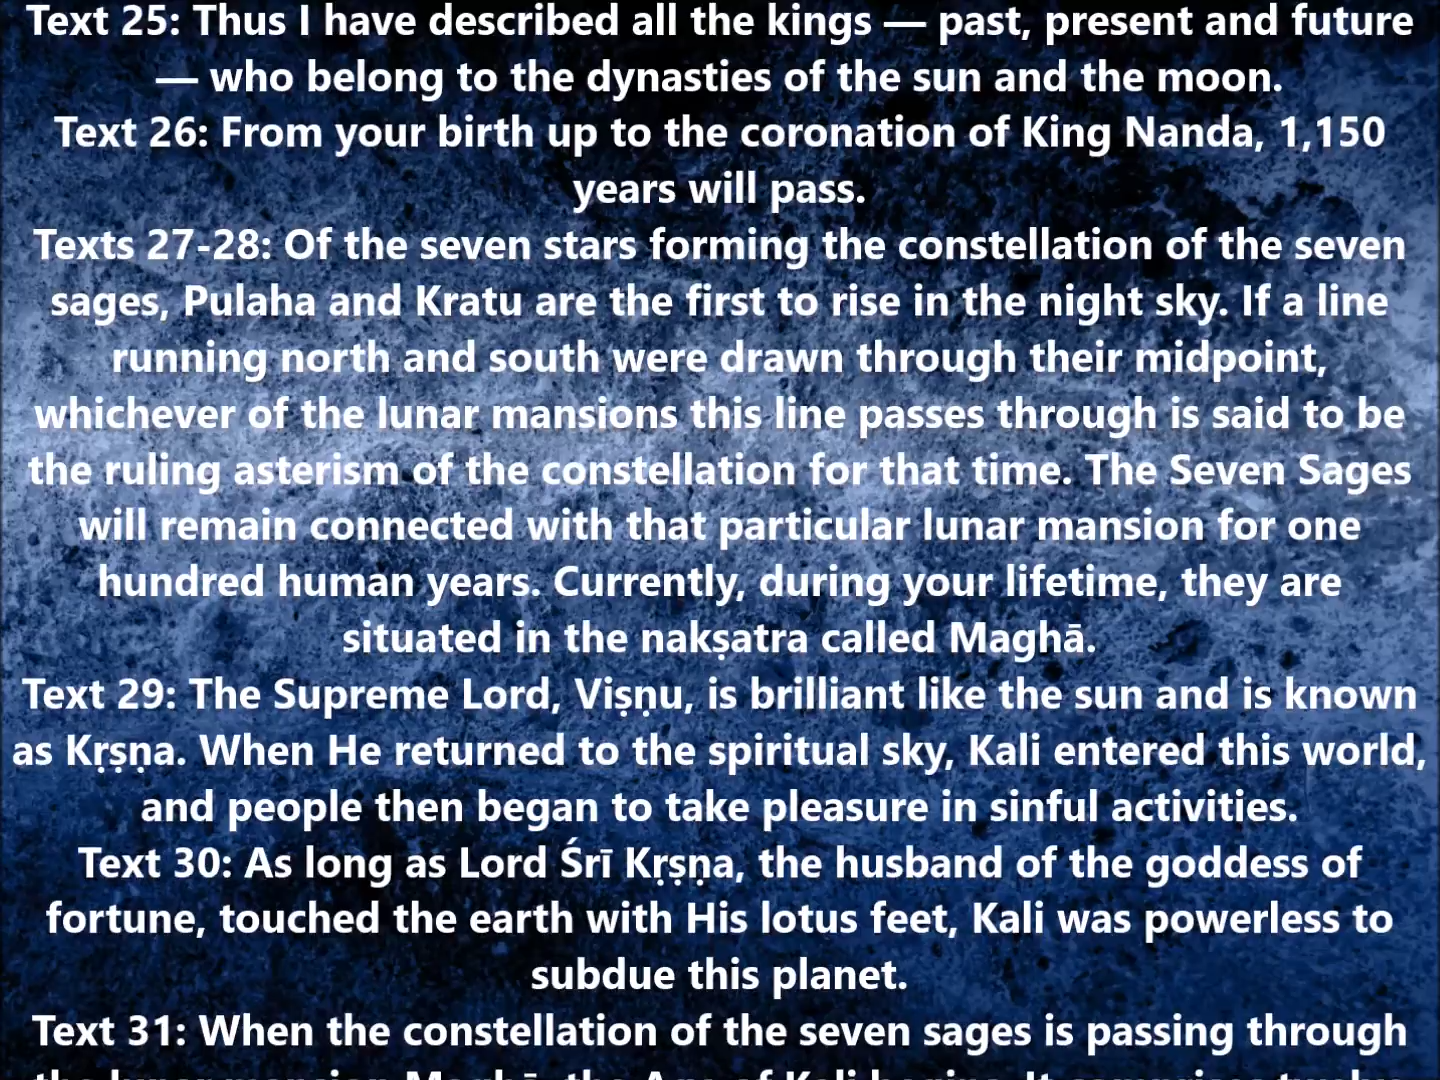 Text 25: Thus I have described all the kings — past, present and future
— who belong to the dynasties of the sun and the moon.
Text 26: From your birth up to the coronation of King Nanda, 1,150
years will pass.
Texts 27-28: Of the seven stars forming the constellation of the seven
sages, Pulaha and Kratu are the first to rise in the night sky. If a line
running north and south were drawn through their midpoint,
whichever of the lunar mansions this line passes through is said to be
the ruling asterism of the constellation for that time. The Seven Sages
will remain connected with that particular lunar mansion for one
hundred human years. Currently, during your lifetime, they are
situated in the nakṣatra called Maghā.
Text 29: The Supreme Lord, Viṣṇu, is brilliant like the sun and is known
as Kṛṣṇa. When He returned to the spiritual sky, Kali entered this world,
and people then began to take pleasure in sinful activities.
Text 30: As long as Lord Śrī Kṛṣṇa, the husband of the goddess of
fortune, touched the earth with His lotus feet, Kali was powerless to
subdue this planet.
Text 31: When the constellation of the seven sages is passing through